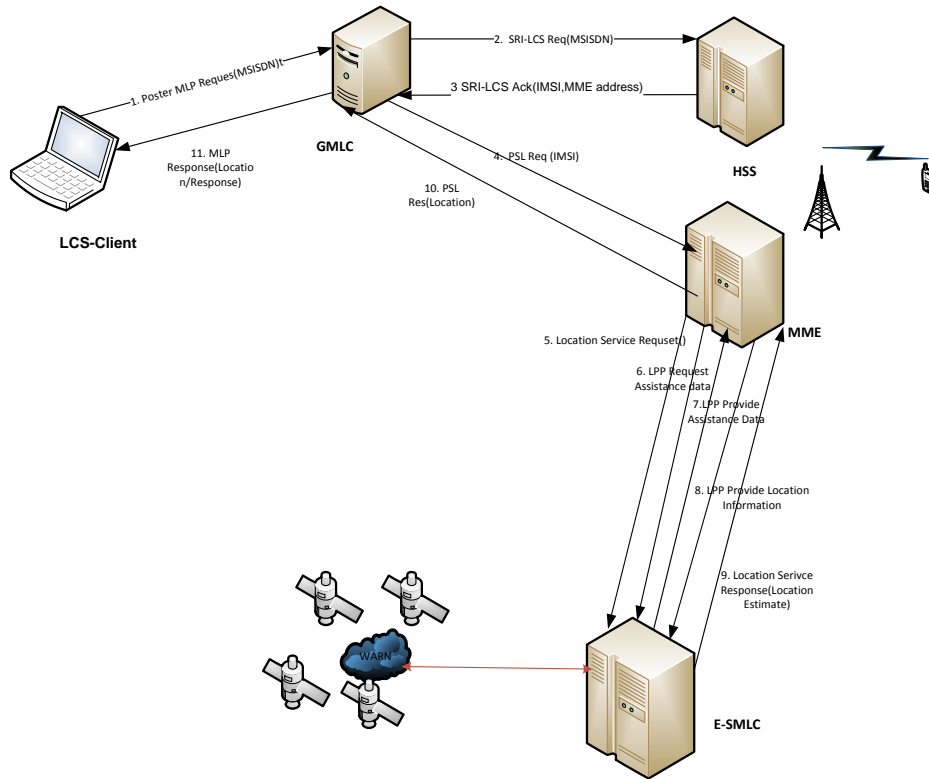 2. SRI-LCS Req(MSISDN)
1. Poster MLP Reques(MSISDN)t
3 SRI-LCS Ack(IMSI,MME address)
GMLC
4. PSL Req (IMSI)
11. MLP
Response(Locatio
n/Response)
HSS
10. PSL
Res(Location)
LCS-Client
MME
5. Location Service Requset()
6. LPP Request
Assistance data
7.LPP Provide
Assistance Data
8. LPP Provide Location
Information
9. Location Serivce
Response(Location
Estimate)
WARN
E-SMLC